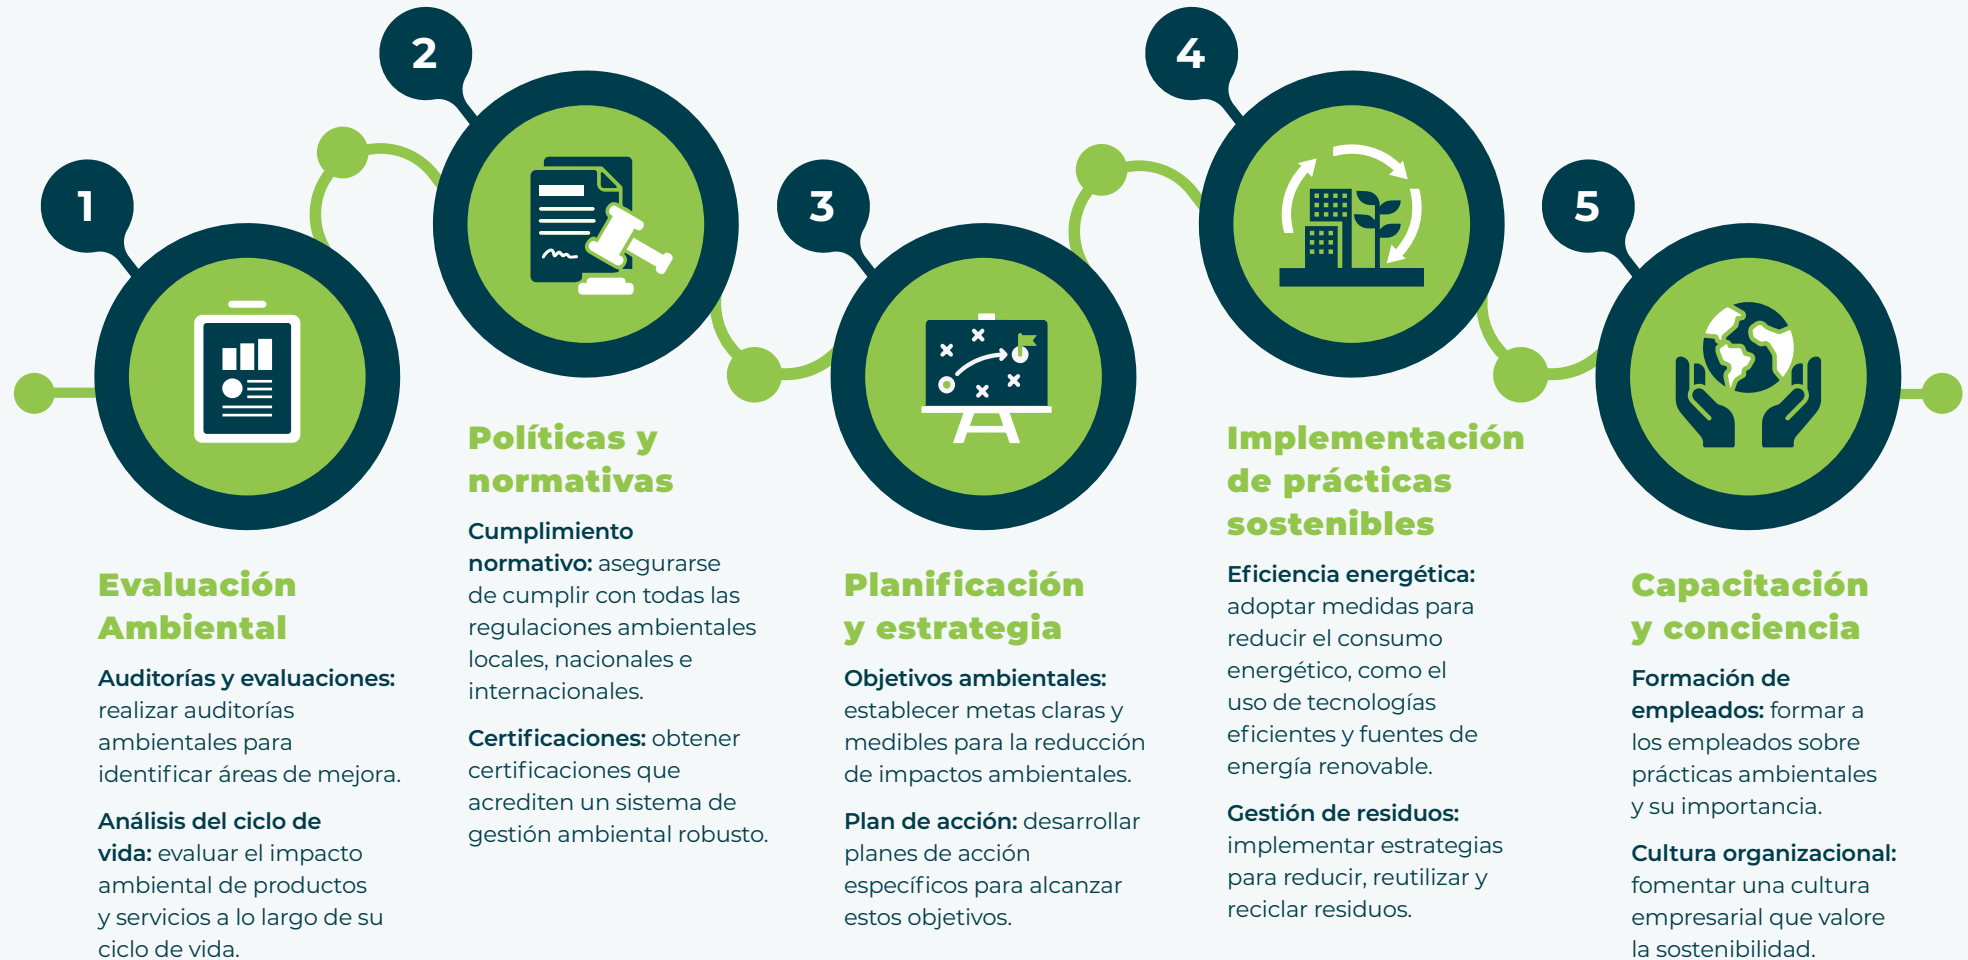 1
Evaluación
Ambiental
Auditorías y evaluaciones:
realizar auditorías
ambientales para
identificar áreas de mejora.
Análisis del ciclo de
vida: evaluar el impacto
ambiental de productos
y servicios a lo largo de su
ciclo de vida.
2
Políticas y
normativas
Cumplimiento
normativo: asegurarse
de cumplir con todas las
regulaciones ambientales
locales, nacionales e
internacionales.
Certificaciones: obtener
certificaciones que
acrediten un sistema de
gestión ambiental robusto.
3
Planificación
y estrategia
Objetivos ambientales:
establecer metas claras y
medibles para la reducción
de impactos ambientales.
Plan de acción: desarrollar
planes de acción
específicos para alcanzar
estos objetivos.
4
Implementación
de prácticas
sostenibles
Eficiencia energética:
adoptar medidas para
reducir el consumo
energético, como el
uso de tecnologías
eficientes y fuentes de
energía renovable.
Gestión de residuos:
implementar estrategias
para reducir, reutilizar y
reciclar residuos.
5
Capacitación
y conciencia
Formación de
empleados: formar a
los empleados sobre
prácticas ambientales
y su importancia.
Cultura organizacional:
fomentar una cultura
empresarial que valore
la sostenibilidad.